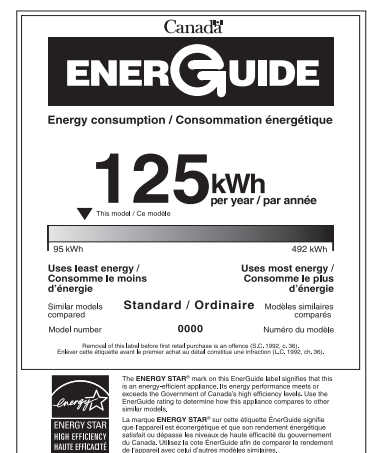 Canada
ENERGUIDE
Energy consumption / Consommation énergétique
125 kWh
per year / par année
This model / Ce modèle
95 kWh 492 kWh
Uses least energy / Uses most energy /
Consomme le moins Consomme le plus
d'énergie d'énergie
Similar models Standard / Ordinaire Modèles similaires
compared comparés
Model number 0000 Numéro du modèle
Removal of this label before first retail purchase is an offence (S.C. 1992, c. 36).
Enlever cette étiquette avant le premier achat au détail constitue une infraction (L.C. 1992, ch. 36).
energy
ENERGY STAR
HIGH EFFICIENCY
HAUTE EFFICACITÉ
The ENERGY STAR® mark on this EnerGuide label signifies that this
is an energy-efficient appliance. Its energy performance meets or
exceeds the Government of Canada's high efficiency levels. Use the
EnerGuide rating to determine how this appliance compares to other
similar models.
La marque ENERGY STAR® sur cette étiquette ÉnerGuide signifie
que l'appareil est éconergétique et que son rendement énergétique
satisfait ou dépasse les niveaux de haute efficacité du gouvernement
du Canada. Utilisez la cote ÉnerGuide afin de comparer le rendement
de l'appareil avec celui d'autres modèles similaires.